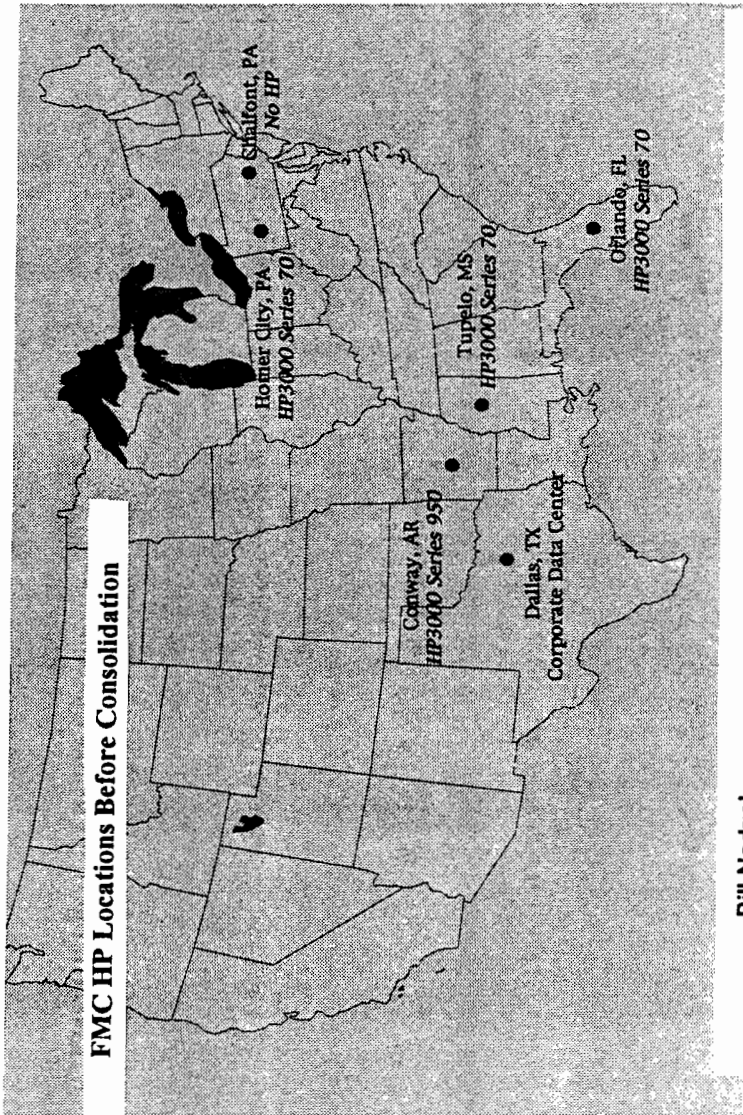 FMC HP Locations Before Consolidation
Chalfont, PA
No HP
Homer City, PA
HP3000 Series 70
Tupelo, MS
HP3000 Series 70
Orlando, FL
HP3000 Series 70
Conway, AR
HP3000 Series 950
Dallas, TX
Corporate Data Center